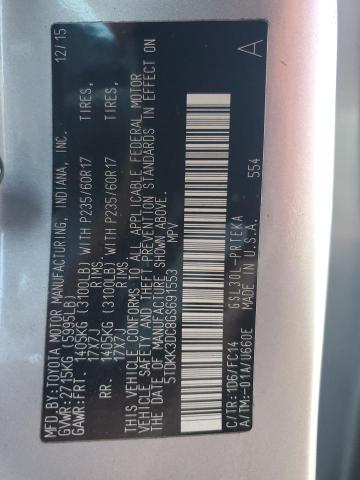 MFD.BY:TOYOTA MOTOR MANUFACTURING, INDIANA, INC. 12/15
GVWR:2715KG (5995LB)
GAWR:FRT. 1405KG (3100LB) WITH P235/60R17 TIRES,
17X7J RIMS
RR. 1405KG (3100LB) WITH P235/60R17 TIRES,
17X7J RIMS
THIS VEHICLE CONFORMS TO ALL APPLICABLE FEDERAL MOTOR
VEHICLE SAFETY AND THEFT PREVENTION STANDARDS IN EFFECT
ON THE DATE OF MANUFACTURE SHOWN ABOVE.
5TDKK3DC8GS691553 MPV
A
554
C/TR:1D6/FC14 GSL30L-PRTEKA
A/TM:-01A/U660E MADE IN U.S.A.